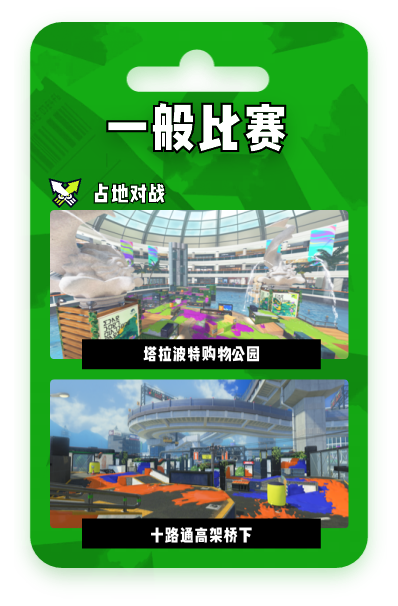 一般比赛
占地对战
塔拉波特购物公园
十路通高架桥下